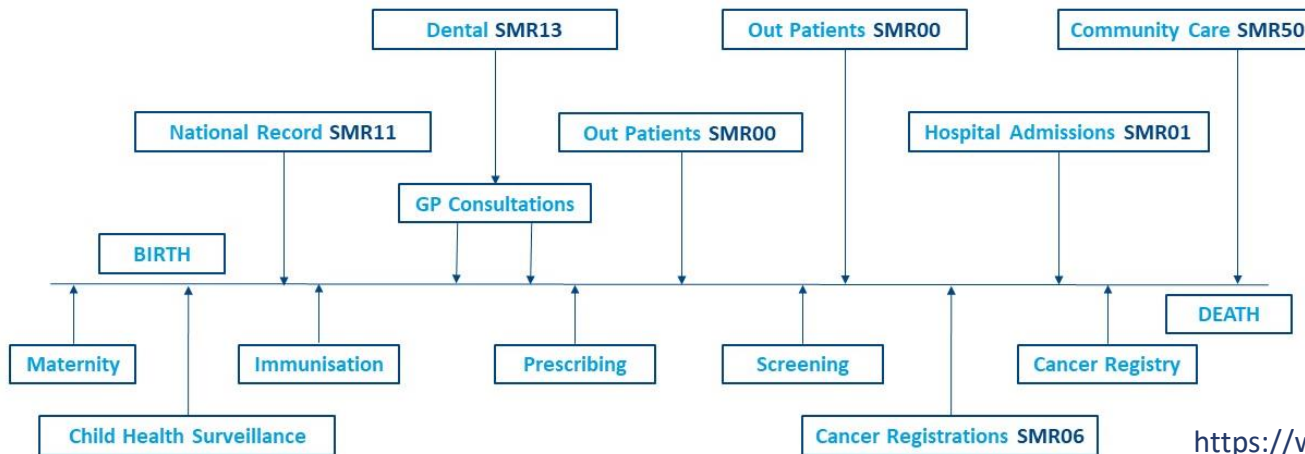 Dental SMR13
Out Patients SMR00
Community Care SMR50
National Record SMR11
Out Patients SMR00
Hospital Admissions SMR01
GP Consultations
BIRTH
DEATH
Maternity
Immunisation
Prescribing
Screening
Cancer Registry
Child Health Surveillance
Cancer Registrations SMR06
https://w